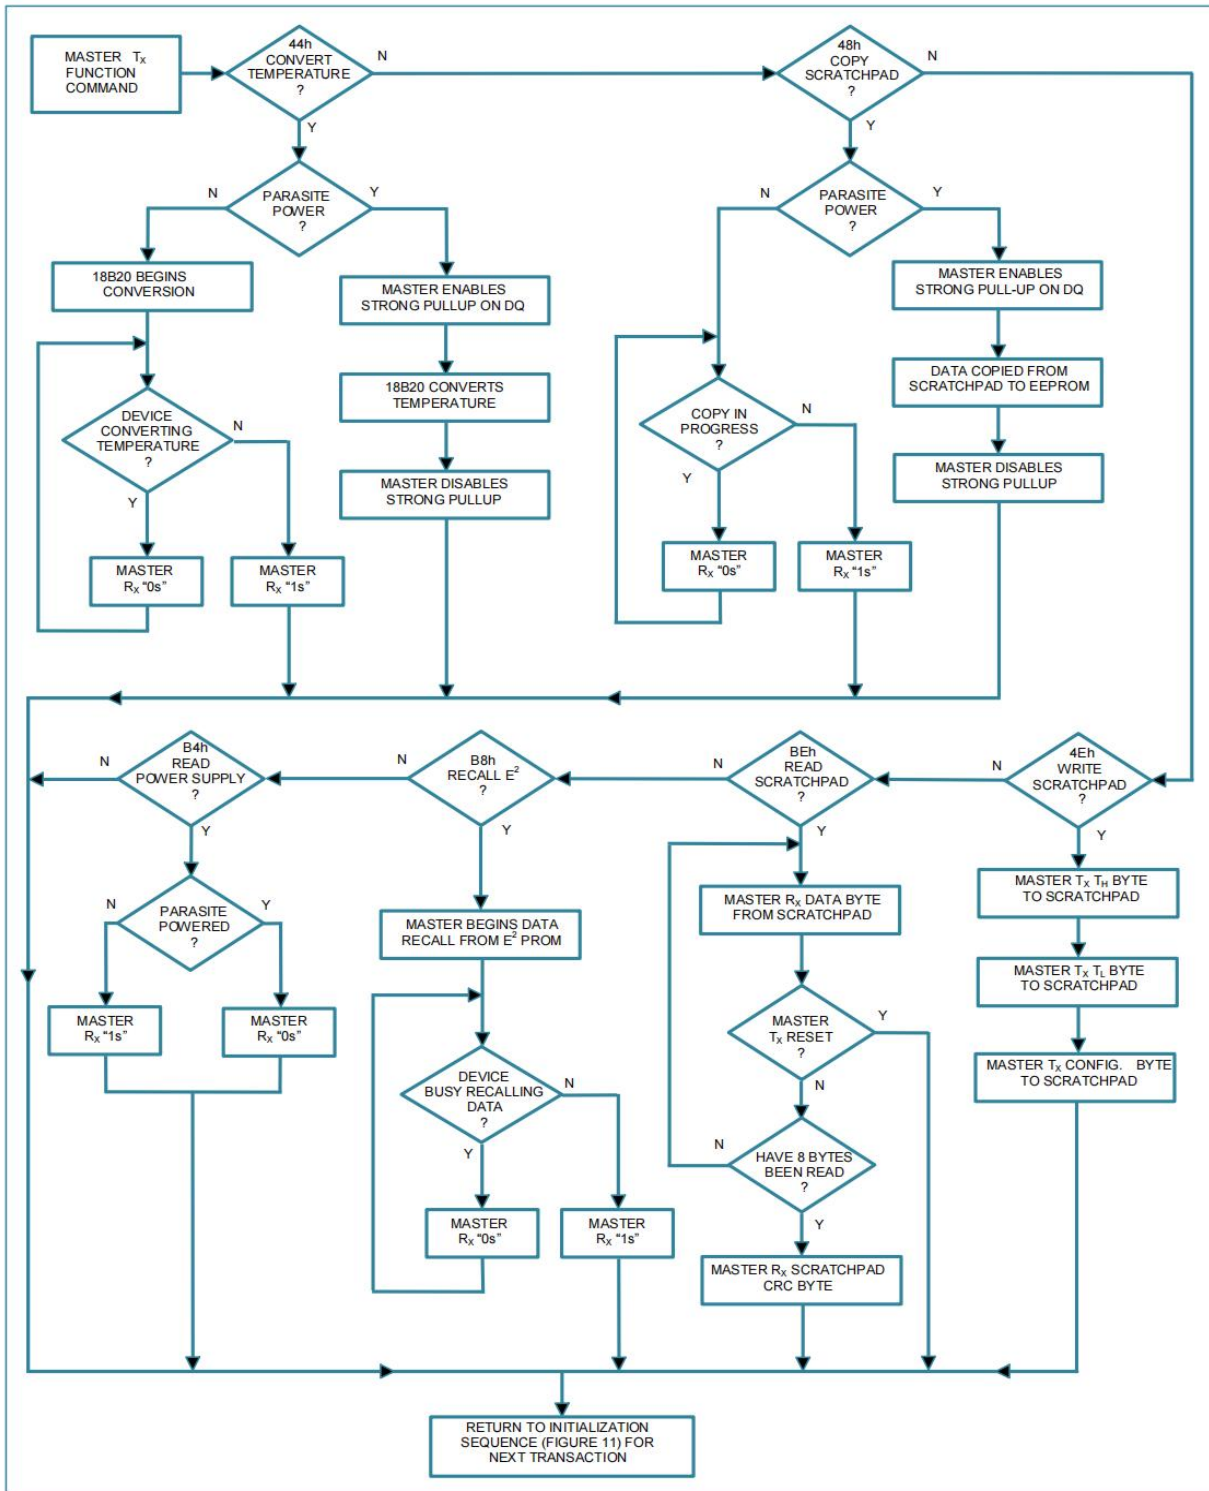 MASTER Tx
FUNCTION
COMMAND
44h
CONVERT
TEMPERATURE
?
N
Y
48h
COPY
SCRATCHPAD
?
N
Y
N
PARASITE
POWER
?
Y
N
PARASITE
POWER
?
Y
18B20 BEGINS
CONVERSION
MASTER ENABLES
STRONG PULLUP ON DQ
MASTER ENABLES
STRONG PULL-UP ON DQ
18B20 CONVERTS
TEMPERATURE
DATA COPIED FROM
SCRATCHPAD TO EEPROM
DEVICE
CONVERTING
TEMPERATURE
?
N
Y
COPY IN
PROGRESS
?
N
Y
MASTER DISABLES
STRONG PULLUP
MASTER DISABLES
STRONG PULLUP
MASTER
Rx “0s”
MASTER
Rx “1s”
MASTER
Rx “0s”
MASTER
Rx “1s”
N
B4h
READ
POWER SUPPLY
?
Y
N
B8h
RECALL E²
?
Y
N
BEh
READ
SCRATCHPAD
?
Y
N
4Eh
WRITE
SCRATCHPAD
?
Y
N
PARASITE
POWERED
?
Y
MASTER BEGINS DATA
RECALL FROM E² PROM
MASTER Rx DATA BYTE
FROM SCRATCHPAD
MASTER Tx TH BYTE
TO SCRATCHPAD
MASTER Tx TL BYTE
TO SCRATCHPAD
MASTER
Rx “1s”
MASTER
Rx “0s”
MASTER
Tx RESET
?
Y
N
MASTER Tx CONFIG. BYTE
TO SCRATCHPAD
DEVICE
BUSY RECALLING
DATA
?
N
Y
N
HAVE 8 BYTES
BEEN READ
?
Y
MASTER
Rx “0s”
MASTER
Rx “1s”
MASTER Rx SCRATCHPAD
CRC BYTE
RETURN TO INITIALIZATION
SEQUENCE (FIGURE 11) FOR
NEXT TRANSACTION